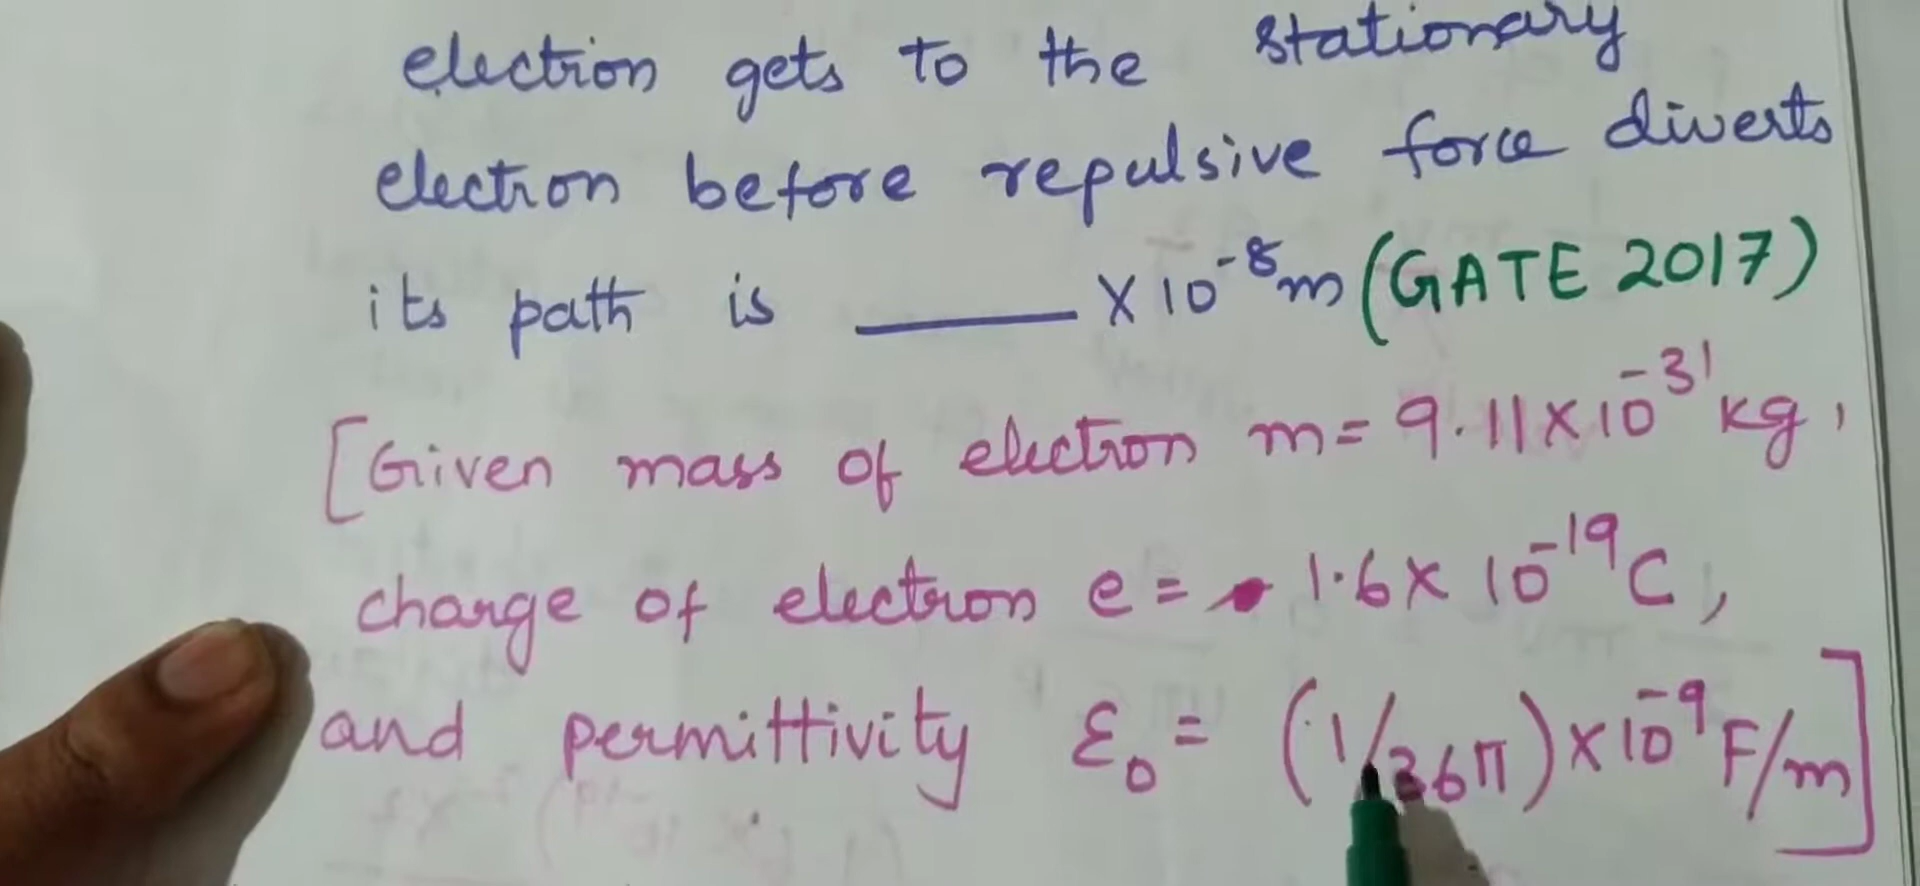 election gets to the stationary
electron before repulsive force diverts
its path is ______ X 10⁻⁸m (GATE 2017)
[Given mass of electron m = 9.11 X 10⁻³¹ kg,
charge of electron e = - 1.6 X 10⁻¹⁹ C,
and permittivity ε₀ = (1/36π) X 10⁻⁹ F/m]